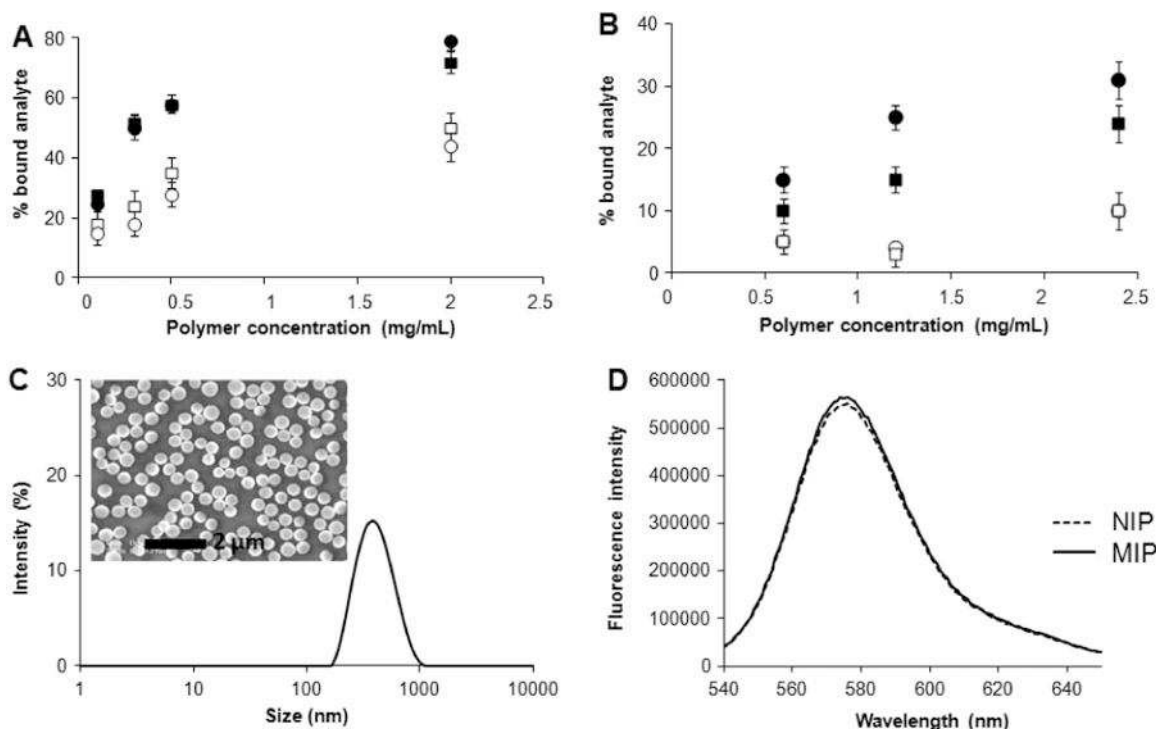 A
% bound analyte
80
60
40
20
0
0 0.5 1 1.5 2 2.5
Polymer concentration (mg/mL)
B
% bound analyte
40
30
20
10
0
0 0.5 1 1.5 2 2.5
Polymer concentration (mg/mL)
C
Intensity (%)
30
20
10
0
2 µm
1 10 100 1000 10000
Size (nm)
D
Fluorescence intensity
600000
500000
400000
300000
200000
100000
0
540 560 580 600 620 640
Wavelength (nm)
NIP
MIP